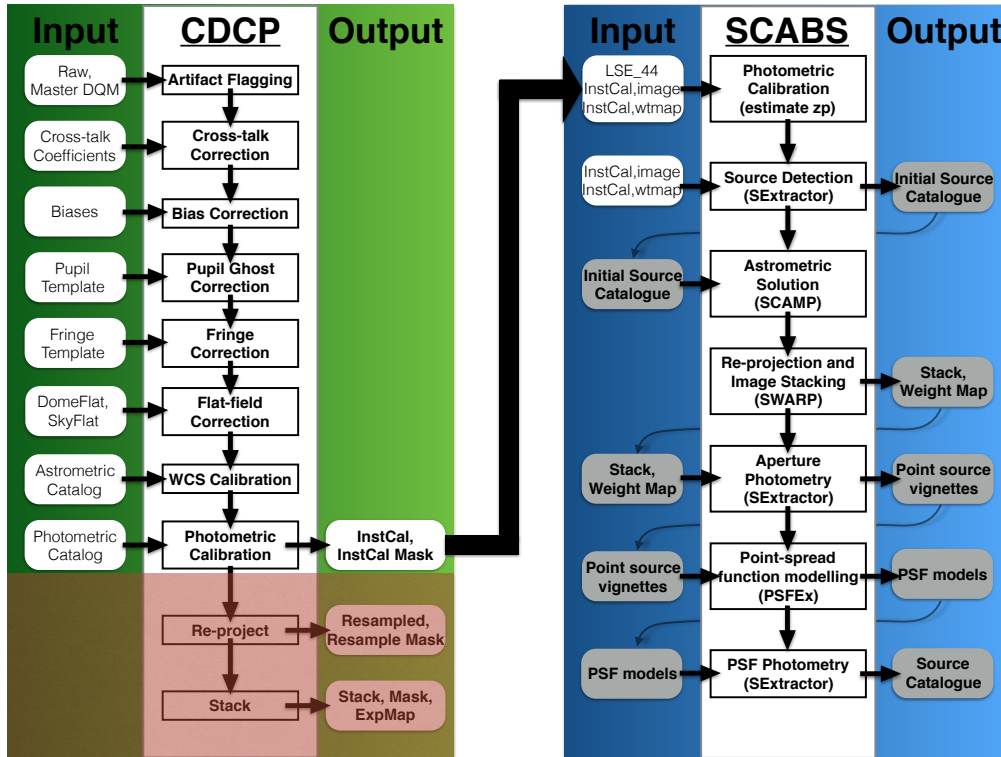 Input
CDCP
Output
Raw,
Master DQM
Artifact Flagging
Cross-talk
Coefficients
Cross-talk
Correction
Biases
Bias Correction
Pupil
Template
Pupil Ghost
Correction
Fringe
Template
Fringe
Correction
DomeFlat,
SkyFlat
Flat-field
Correction
Astrometric
Catalog
WCS Calibration
Photometric
Catalog
Photometric
Calibration
InstCal,
InstCal Mask
Re-project
Resampled,
Resample Mask
Stack
Stack, Mask,
ExpMap
Input
SCABS
Output
LSE_44
InstCal,image
InstCal,wtmap
Photometric
Calibration
(estimate zp)
InstCal,image
InstCal,wtmap
Source Detection
(SExtractor)
Initial Source
Catalogue
Initial Source
Catalogue
Astrometric
Solution
(SCAMP)
Re-projection and
Image Stacking
(SWARP)
Stack,
Weight Map
Stack,
Weight Map
Aperture
Photometry
(SExtractor)
Point source
vignettes
Point source
vignettes
Point-spread
function modelling
(PSFEx)
PSF models
PSF models
PSF Photometry
(SExtractor)
Source
Catalogue